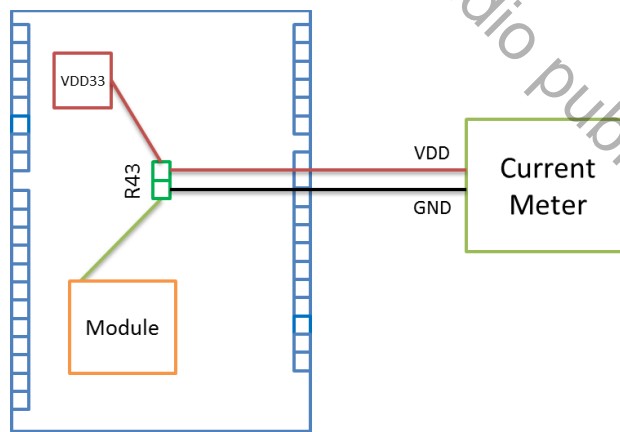 VDD33
R43
VDD
GND
Current
Meter
Module